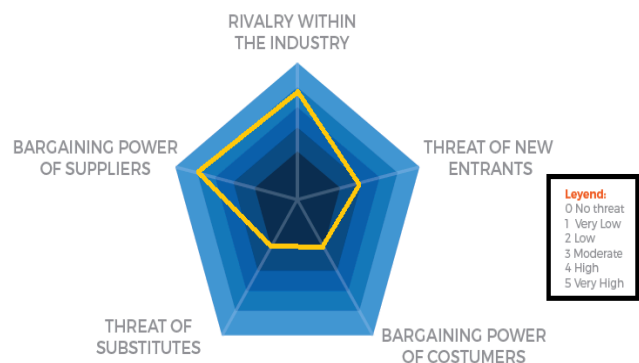 RIVALRY WITHIN
THE INDUSTRY
BARGAINING POWER
OF SUPPLIERS
THREAT OF NEW
ENTRANTS
Leyend:
0 No threat
1 Very Low
2 Low
3 Moderate
4 High
5 Very High
THREAT OF
SUBSTITUTES
BARGAINING POWER
OF COSTUMERS